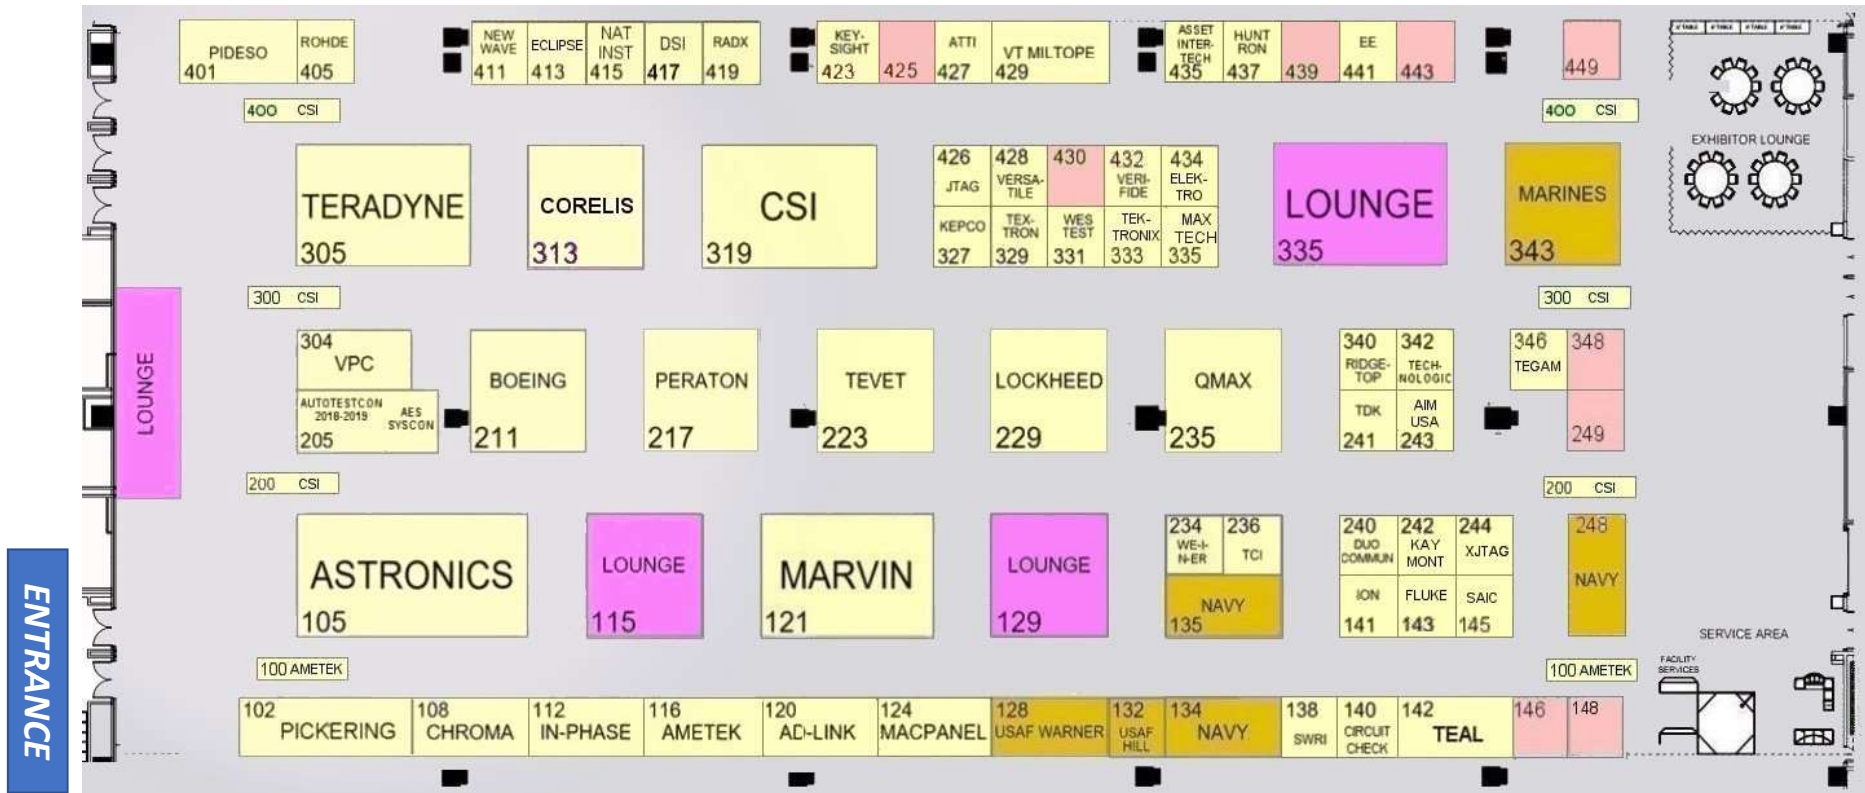 PIDESO
401
ROHDE
405
NEW
WAVE
411
ECLIPSE
413
NAT
INST
415
DSI
417
RADX
419
KEY-
SIGHT
423
425
ATTI
427
VT MILTOPE
429
ASSET
INTER-
TECH
435
HUNT
RON
437
439
EE
441
443
449
400 CSI
400 CSI
EXHIBITOR LOUNGE
TERADYNE
305
CORELIS
313
CSI
319
426
JTAG
428
VERSA-
TILE
430
432
VERI-
FIDE
434
ELEK-
TRO
KEPCO
327
TEX-
TRON
329
WES
TEST
331
TEK-
TRONIX
333
MAX
TECH
335
LOUNGE
335
MARINES
343
300 CSI
300 CSI
LOUNGE
304
VPC
AUTOTESTCON
2018-2019
AES
SYSCON
205
BOEING
211
PERATON
217
TEVET
223
LOCKHEED
229
QMAX
235
340
RIDGE-
TOP
342
TECH-
NOLOGIC
TDK
241
AIM
USA
243
346
TEGAM
348
249
200 CSI
200 CSI
ASTRONICS
105
LOUNGE
115
MARVIN
121
LOUNGE
129
234
WE-I-
N-ER
236
TCI
NAVY
135
240
DUO
COMMUN
242
KAY
MONT
244
XJTAG
ION
141
FLUKE
143
SAIC
145
248
NAVY
SERVICE AREA
FACILITY
SERVICES
100 AMETEK
100 AMETEK
102
PICKERING
108
CHROMA
112
IN-PHASE
116
AMETEK
120
AD-LINK
124
MACPANEL
128
USAF WARNER
132
USAF
HILL
134
NAVY
138
SWRI
140
CIRCUIT
CHECK
142
TEAL
146
148
ENTRANCE